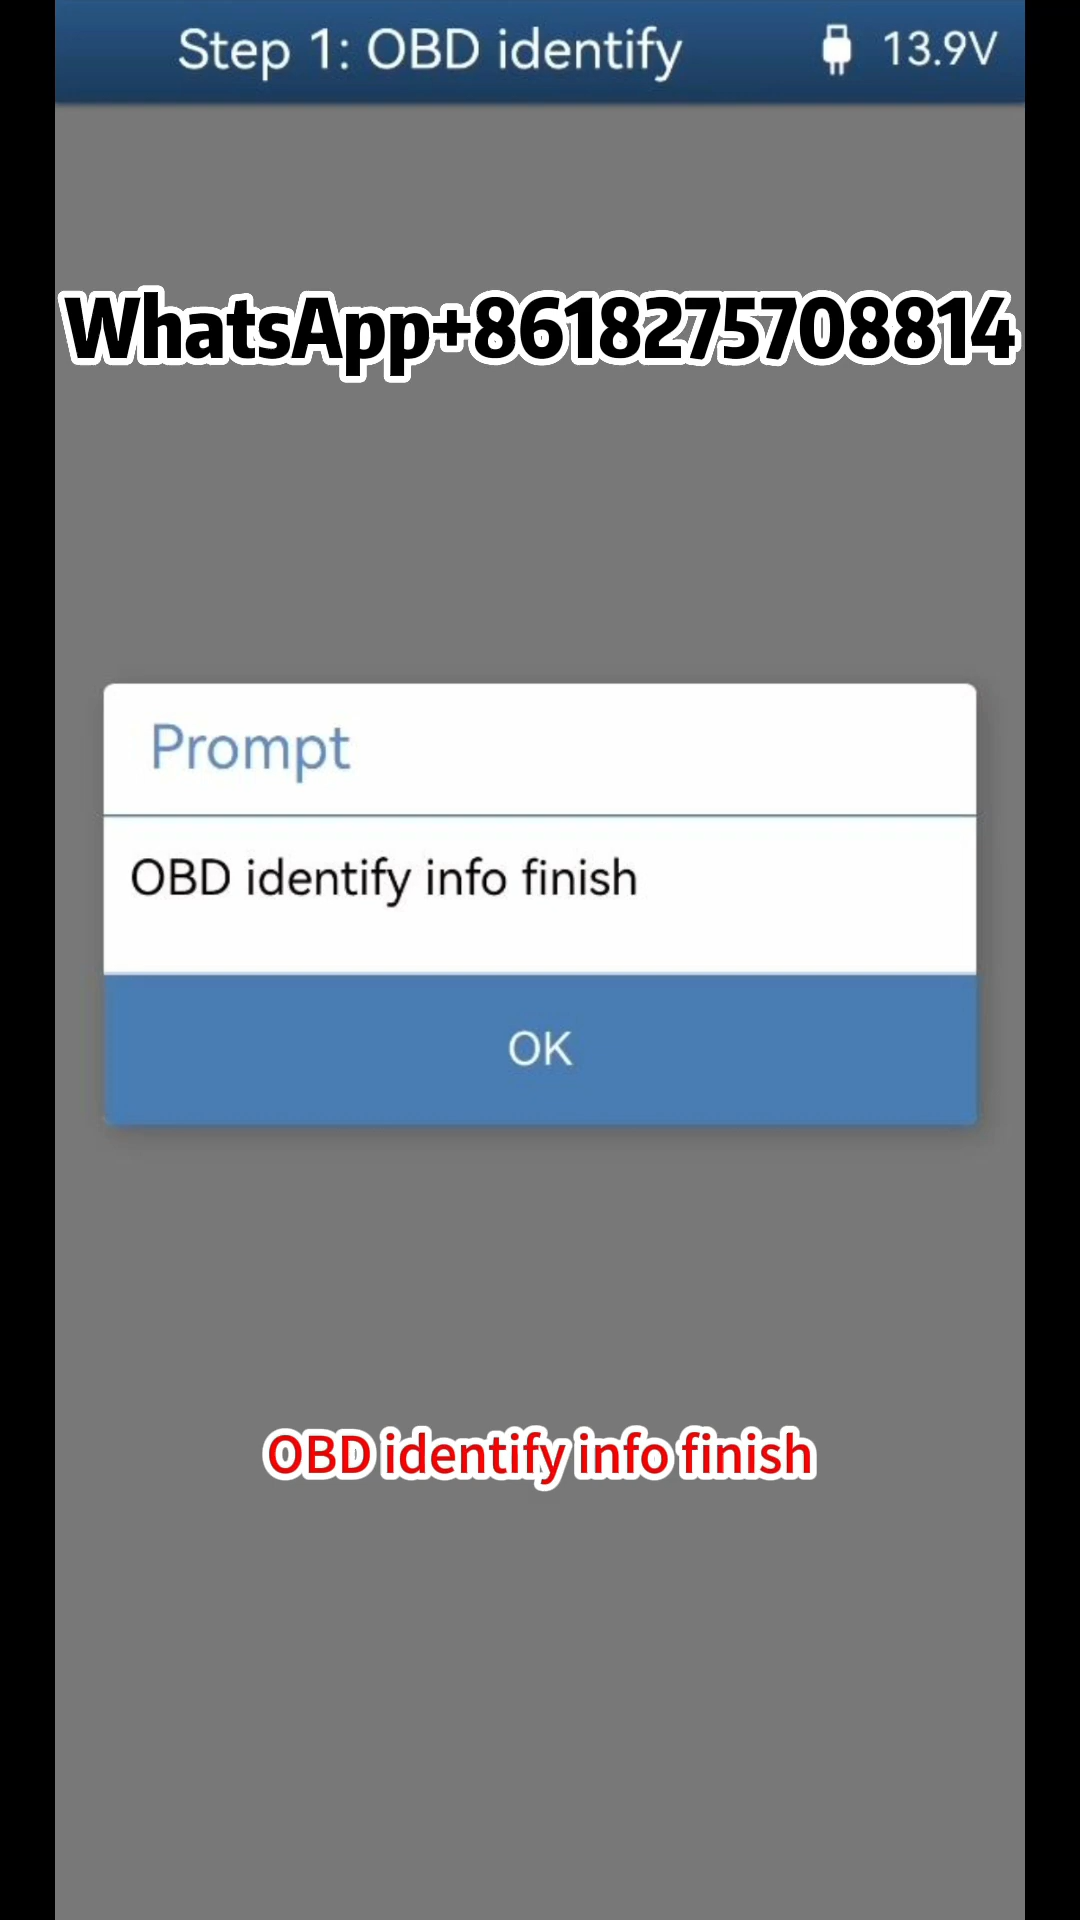 Step 1: OBD identify
13.9V
WhatsApp+8618275708814
Prompt
OBD identify info finish
OK
OBD identify info finish